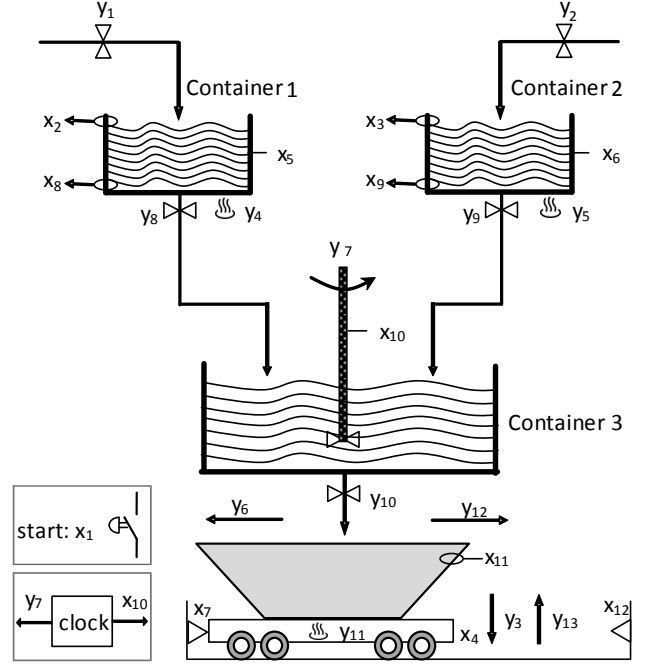 y₁
y₂
Container 1
Container 2
x₂
x₅
x₃
x₆
x₈
x₉
y₈
y₄
y₉
y₅
y ₇
x₁₀
Container 3
y₁₀
y₆
y₁₂
start: x₁
x₁₁
y₇
clock
x₁₀
x₇
y₁₁
x₄
y₃
y₁₃
x₁₂